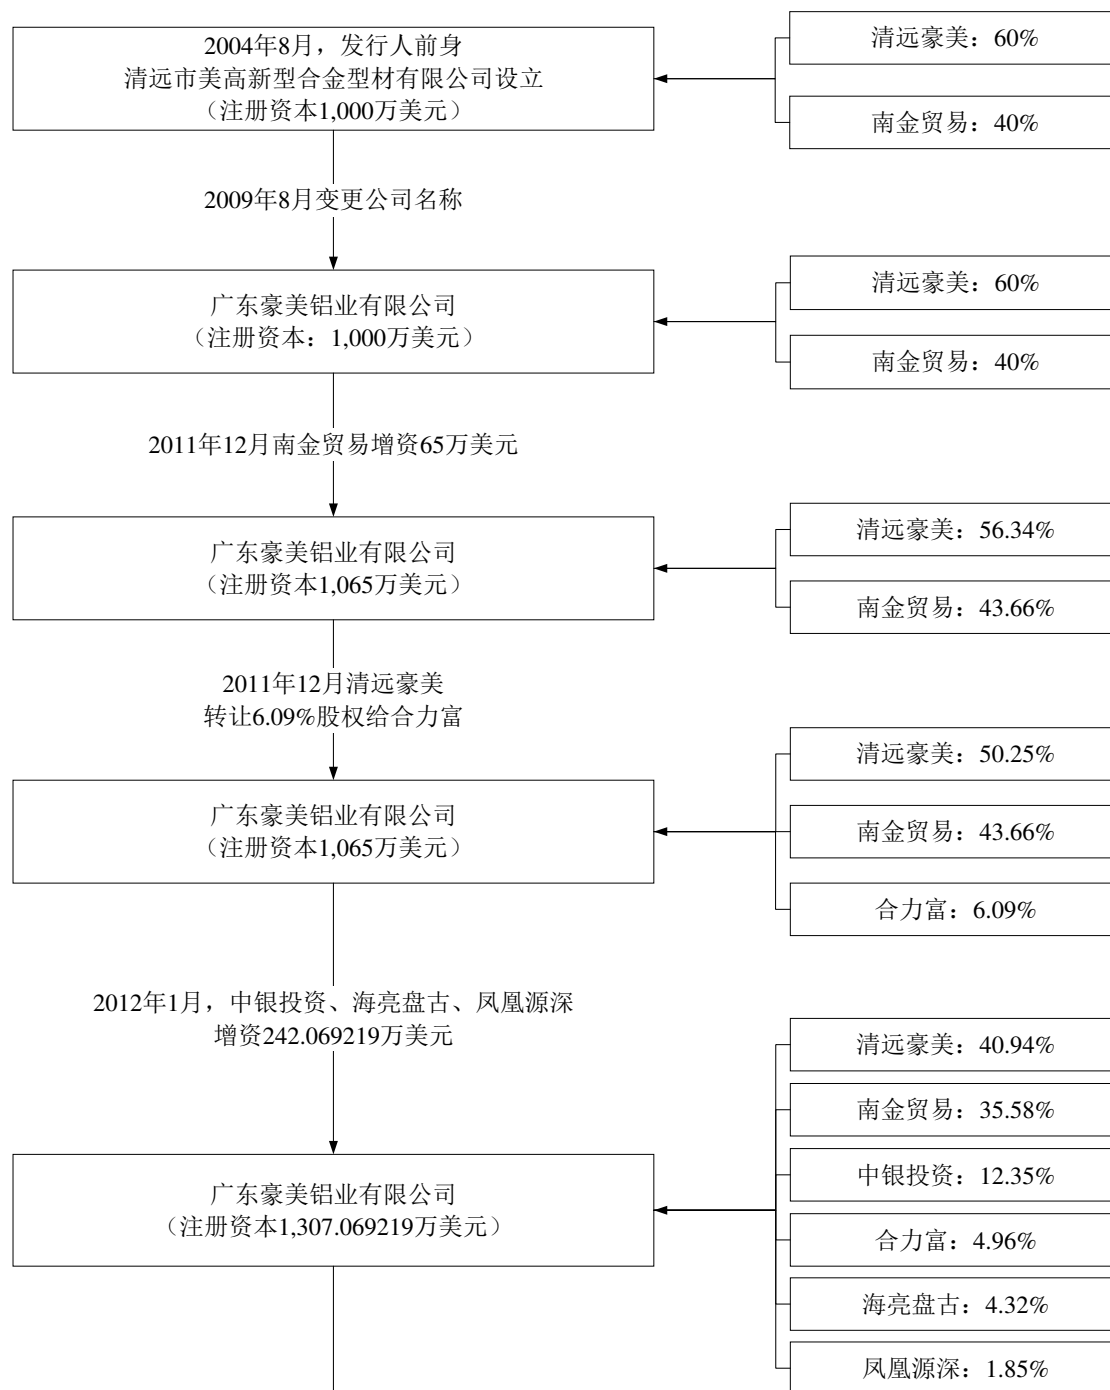 2004年8月，发行人前身
清远市美高新型合金型材有限公司设立
（注册资本1,000万美元）
清远豪美：60%
南金贸易：40%
2009年8月变更公司名称
广东豪美铝业有限公司
（注册资本：1,000万美元）
清远豪美：60%
南金贸易：40%
2011年12月南金贸易增资65万美元
广东豪美铝业有限公司
（注册资本1,065万美元）
清远豪美：56.34%
南金贸易：43.66%
2011年12月清远豪美
转让6.09%股权给合力富
广东豪美铝业有限公司
（注册资本1,065万美元）
清远豪美：50.25%
南金贸易：43.66%
合力富：6.09%
2012年1月，中银投资、海亮盘古、凤凰源深
增资242.069219万美元
广东豪美铝业有限公司
（注册资本1,307.069219万美元）
清远豪美：40.94%
南金贸易：35.58%
中银投资：12.35%
合力富：4.96%
海亮盘古：4.32%
凤凰源深：1.85%